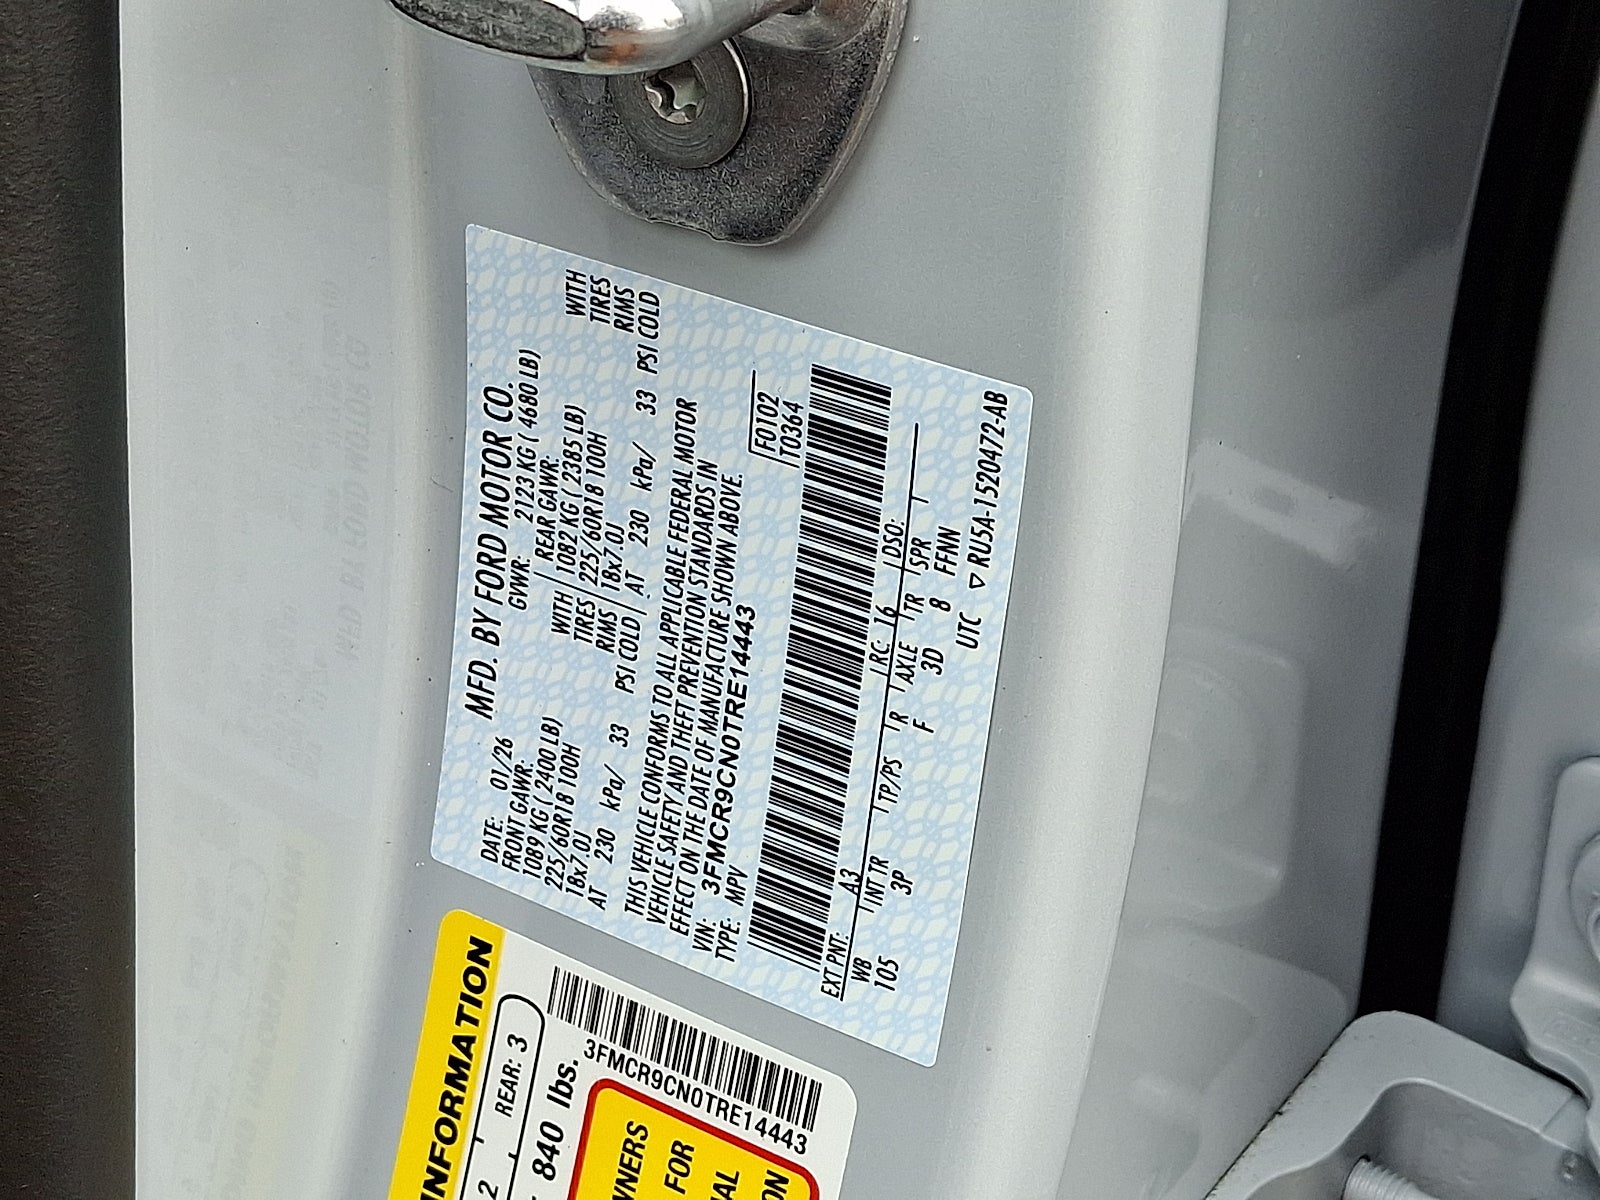 MFD. BY FORD MOTOR CO.
DATE: 01/26 GVWR: 2123 KG ( 4680 LB)
FRONT GAWR: REAR GAWR:
1089 KG ( 2400 LB) WITH 1082 KG ( 2385 LB) WITH
225/60R18 100H TIRES 225/60R18 100H TIRES
18x7.0J RIMS 18x7.0J RIMS
AT 230 kPa/ 33 PSI COLD AT 230 kPa/ 33 PSI COLD
THIS VEHICLE CONFORMS TO ALL APPLICABLE FEDERAL MOTOR
VEHICLE SAFETY AND THEFT PREVENTION STANDARDS IN
EFFECT ON THE DATE OF MANUFACTURE SHOWN ABOVE.
VIN: 3FMCR9CN0TRE14443
TYPE: MPV
F0102
T0364
EXT PNT: A3 RC: 16 DSO:
WB INT TR TP/PS R AXLE TR SPR
105 3P F 3D 8 FFNN
UTC ▽ RU5A-1520472-AB
INFORMATION
2 REAR: 3
840 lbs.
3FMCR9CN0TRE14443
WNERS
FOR